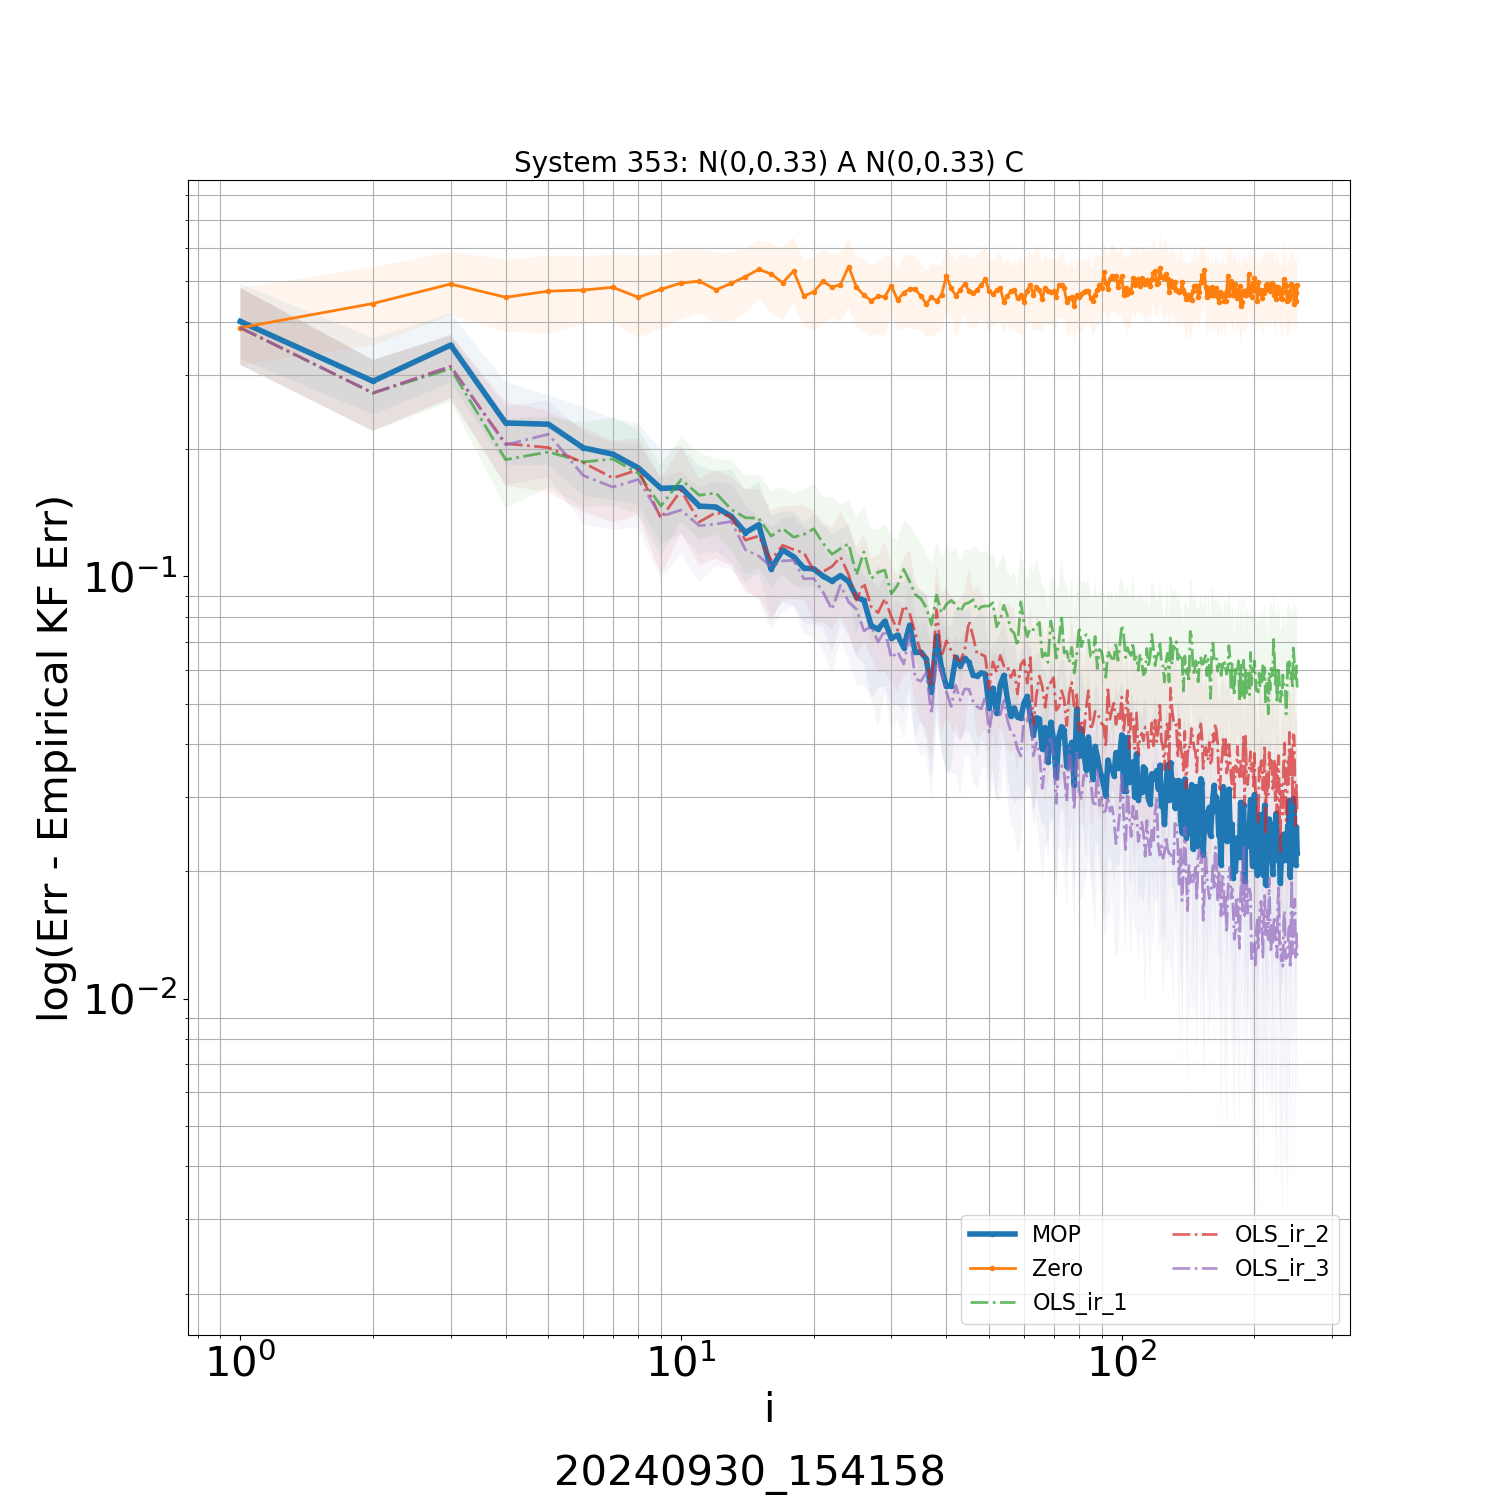 System 353: N(0,0.33) A N(0,0.33) C
log(Err - Empirical KF Err)
10⁻¹
10⁻²
MOP
Zero
OLS_ir_1
OLS_ir_2
OLS_ir_3
10⁰ 10¹ 10²
i
20240930_154158